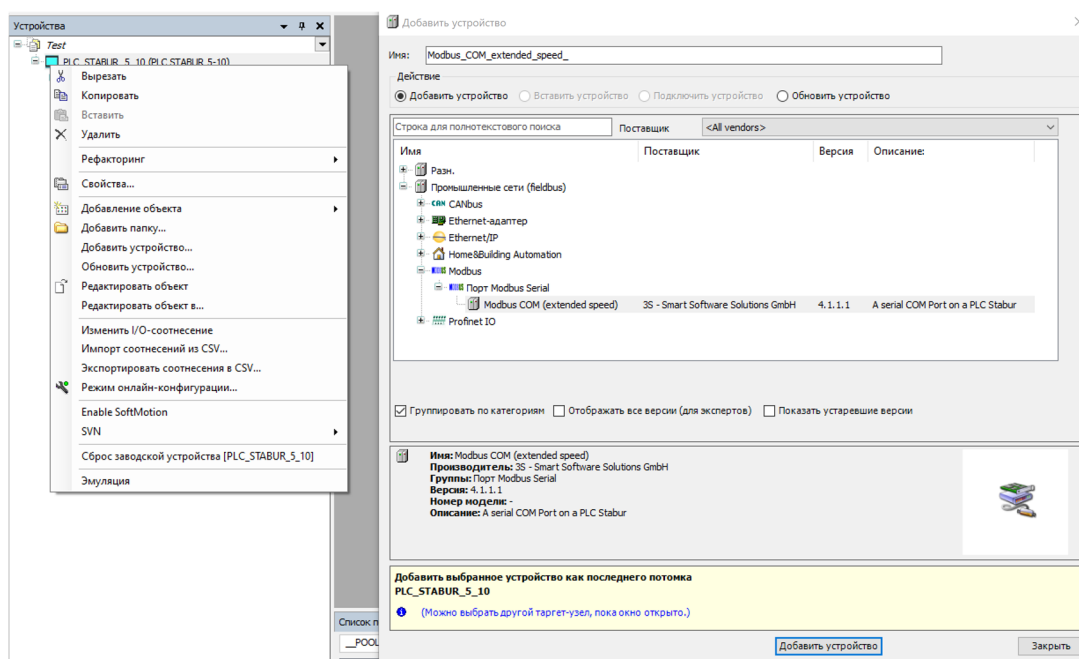 Устройства
Test
PLC_STABUR_5_10 (PLC STABUR 5-10)
Вырезать
Копировать
Вставить
Удалить
Рефакторинг
Свойства...
Добавление объекта
Добавить папку...
Добавить устройство...
Обновить устройство...
Редактировать объект
Редактировать объект в...
Изменить I/O-соотнесение
Импорт соотнесений из CSV...
Экспортировать соотнесения в CSV...
Режим онлайн-конфигурации...
Enable SoftMotion
SVN
Сброс заводской устройства [PLC_STABUR_5_10]
Эмуляция
Список п
__POOL
Добавить устройство
Имя: Modbus_COM_extended_speed_
Действие
Добавить устройство Вставить устройство Подключить устройство Обновить устройство
Строка для полнотекстового поиска Поставщик <All vendors>
Имя Поставщик Версия Описание:
Разн.
Промышленные сети (fieldbus)
CAN CANbus
Ethernet-адаптер
Ethernet/IP
Home&Building Automation
Modbus
Порт Modbus Serial
Modbus COM (extended speed) 3S - Smart Software Solutions GmbH 4.1.1.1 A serial COM Port on a PLC Stabur
Profinet IO
Группировать по категориям Отображать все версии (для экспертов) Показать устаревшие версии
Имя: Modbus COM (extended speed)
Производитель: 3S - Smart Software Solutions GmbH
Группы: Порт Modbus Serial
Версия: 4.1.1.1
Номер модели: -
Описание: A serial COM Port on a PLC Stabur
Добавить выбранное устройство как последнего потомка
PLC_STABUR_5_10
(Можно выбрать другой таргет-узел, пока окно открыто.)
Добавить устройство Закрыть